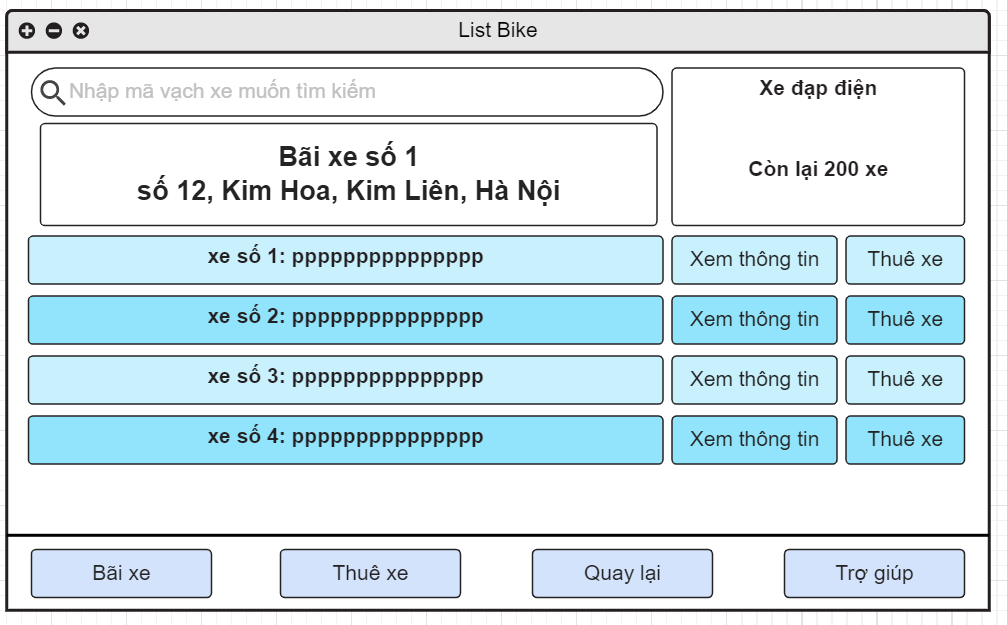 List Bike
Nhập mã vạch xe muốn tìm kiếm
Xe đạp điện
Còn lại 200 xe
Bãi xe số 1
số 12, Kim Hoa, Kim Liên, Hà Nội
xe số 1: ppppppppppppppp
Xem thông tin
Thuê xe
xe số 2: ppppppppppppppp
Xem thông tin
Thuê xe
xe số 3: ppppppppppppppp
Xem thông tin
Thuê xe
xe số 4: ppppppppppppppp
Xem thông tin
Thuê xe
Bãi xe
Thuê xe
Quay lại
Trợ giúp